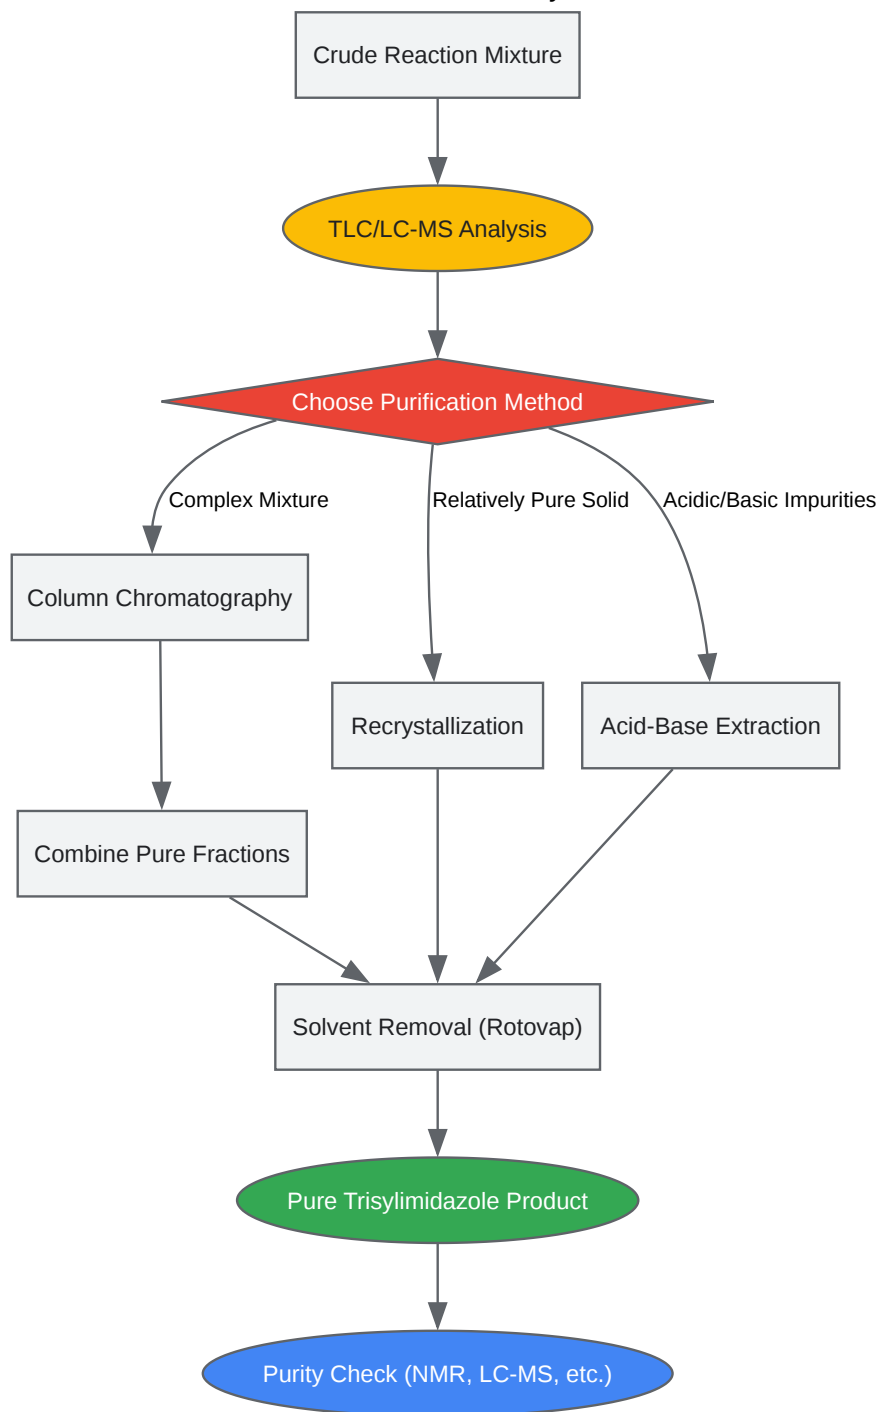 Crude Reaction Mixture
TLC/LC-MS Analysis
Choose Purification Method
Complex Mixture
Relatively Pure Solid
Acidic/Basic Impurities
Column Chromatography
Recrystallization
Acid-Base Extraction
Combine Pure Fractions
Solvent Removal (Rotovap)
Pure Trisylimidazole Product
Purity Check (NMR, LC-MS, etc.)